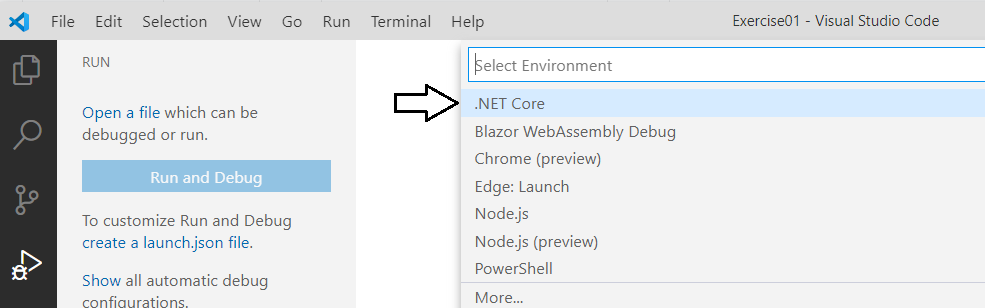 File Edit Selection View Go Run Terminal Help Exercise01 - Visual Studio Code
RUN
Open a file which can be
debugged or run.
Run and Debug
To customize Run and Debug
create a launch.json file.
Show all automatic debug
configurations.
Select Environment
.NET Core
Blazor WebAssembly Debug
Chrome (preview)
Edge: Launch
Node.js
Node.js (preview)
PowerShell
More...